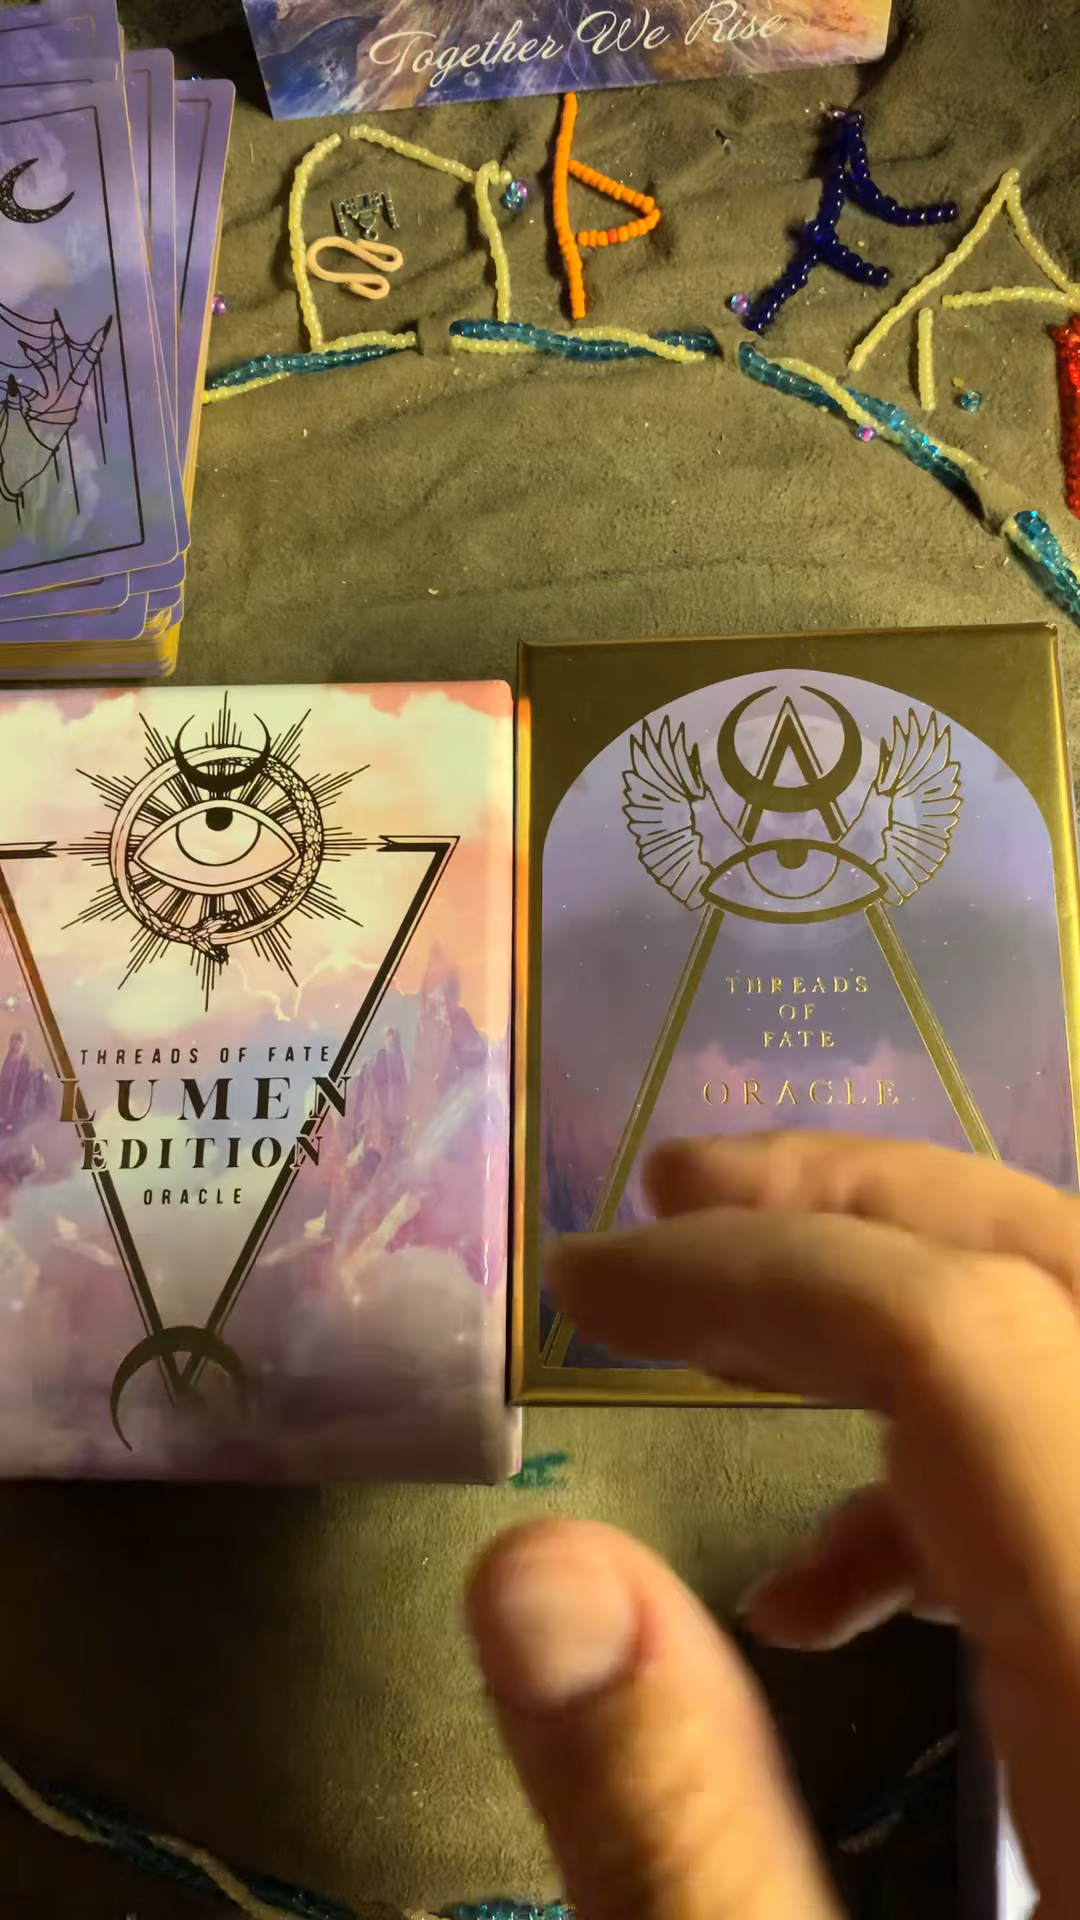 Together We Rise
THREADS OF FATE
LUMEN
EDITION
ORACLE
THREADS
OF
FATE
ORACLE